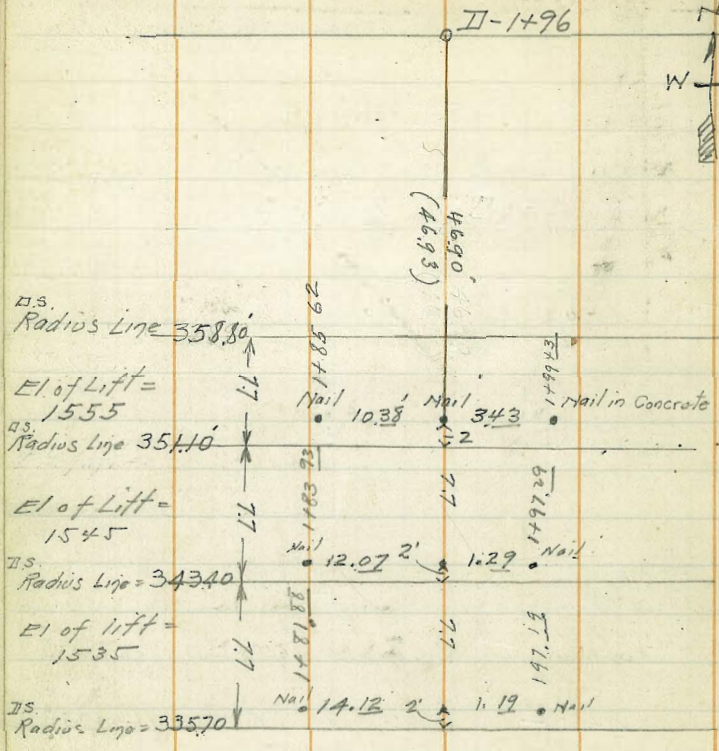 II-1+96
N
W
46.90'
(46.93)
D.S.
Radius Line 358.80'
1+85 62
7.7
1+99 43
El. of Lift =
1555
Nail 10.38' Nail 3.43 Nail in Concrete
D.S.
Radius Line 351.10'
2
1+83 93
7.7
7.7
1+97.29
El of Lift =
1545
Nail 12.07 2' 1.29 Nail
D.S.
Radius Line = 343.40
1+81 88
7.7
7.7
197.19
El of lift =
1535
Nail 14.12 2' 1.19 Nail
D.S.
Radius Line = 335.70